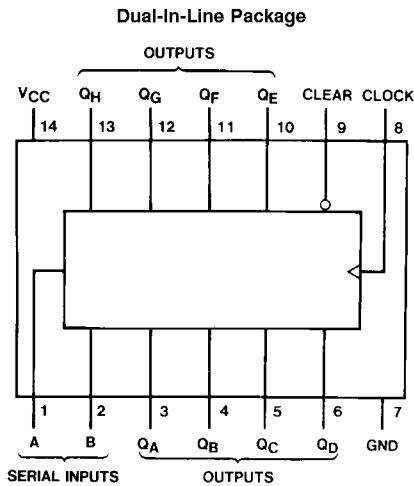 Dual-In-Line Package
OUTPUTS
VCC QH QG QF QE CLEAR CLOCK
14 13 12 11 10 9 8
1 2 3 4 5 6 7
A B QA QB QC QD GND
SERIAL INPUTS OUTPUTS